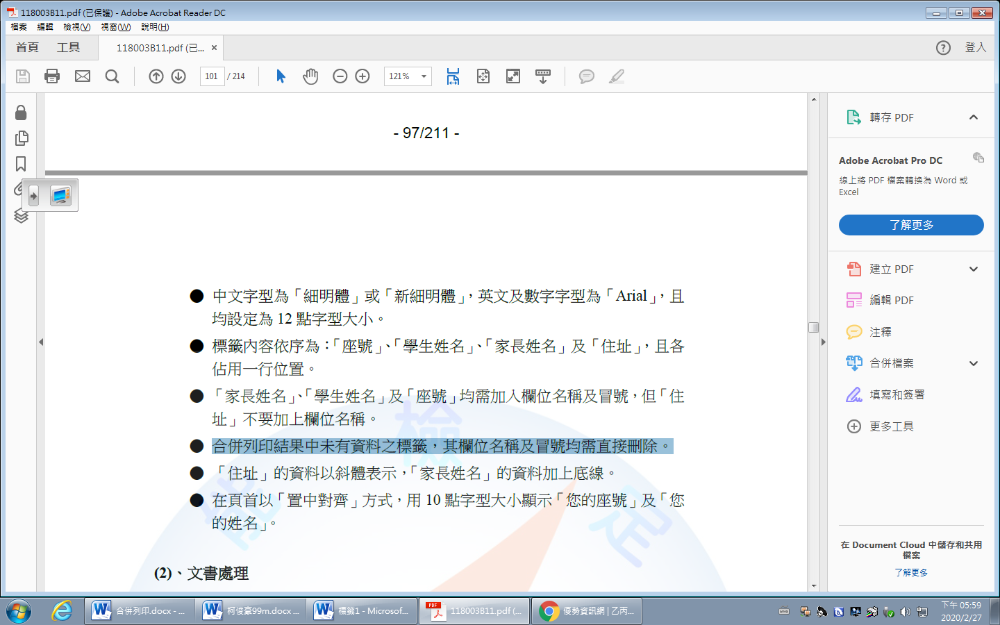 118003B11.pdf (已保護) - Adobe Acrobat Reader DC
檔案 編輯 檢視(V) 視窗(W) 說明(H)
首頁 工具 118003B11.pdf (已... × 登入
101 / 214 121%
- 97/211 -
● 中文字型為「細明體」或「新細明體」，英文及數字字型為「Arial」，且
均設定為 12 點字型大小。
● 標籤內容依序為：「座號」、「學生姓名」、「家長姓名」及「住址」，且各
佔用一行位置。
● 「家長姓名」、「學生姓名」及「座號」均需加入欄位名稱及冒號，但「住
址」不要加上欄位名稱。
● 合併列印結果中未有資料之標籤，其欄位名稱及冒號均需直接刪除。
● 「住址」的資料以斜體表示，「家長姓名」的資料加上底線。
● 在頁首以「置中對齊」方式，用 10 點字型大小顯示「您的座號」及「您
的姓名」。
(2)、文書處理
能
檢
定
轉存 PDF
Adobe Acrobat Pro DC
線上將 PDF 檔案轉換為 Word 或
Excel
了解更多
建立 PDF
編輯 PDF
注釋
合併檔案
填寫和簽署
更多工具
在 Document Cloud 中儲存和共用
檔案
了解更多
合併列印.docx - ... 柯俊豪99m.docx ... 標籤1 - Microsof... 118003B11.pdf (... 優勢資訊網 | 乙丙...
下午 05:59
2020/2/27